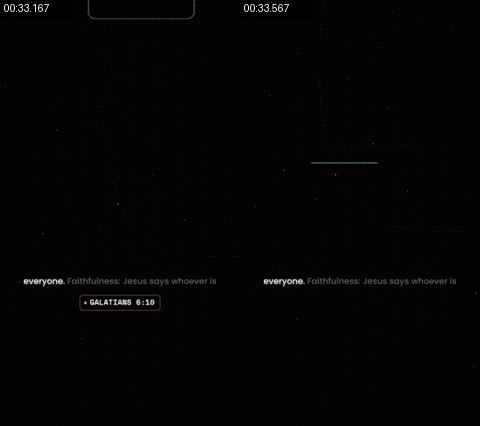 00:33.167
00:33.567
everyone. Faithfulness: Jesus says whoever is
GALATIANS 6:10
everyone. Faithfulness: Jesus says whoever is